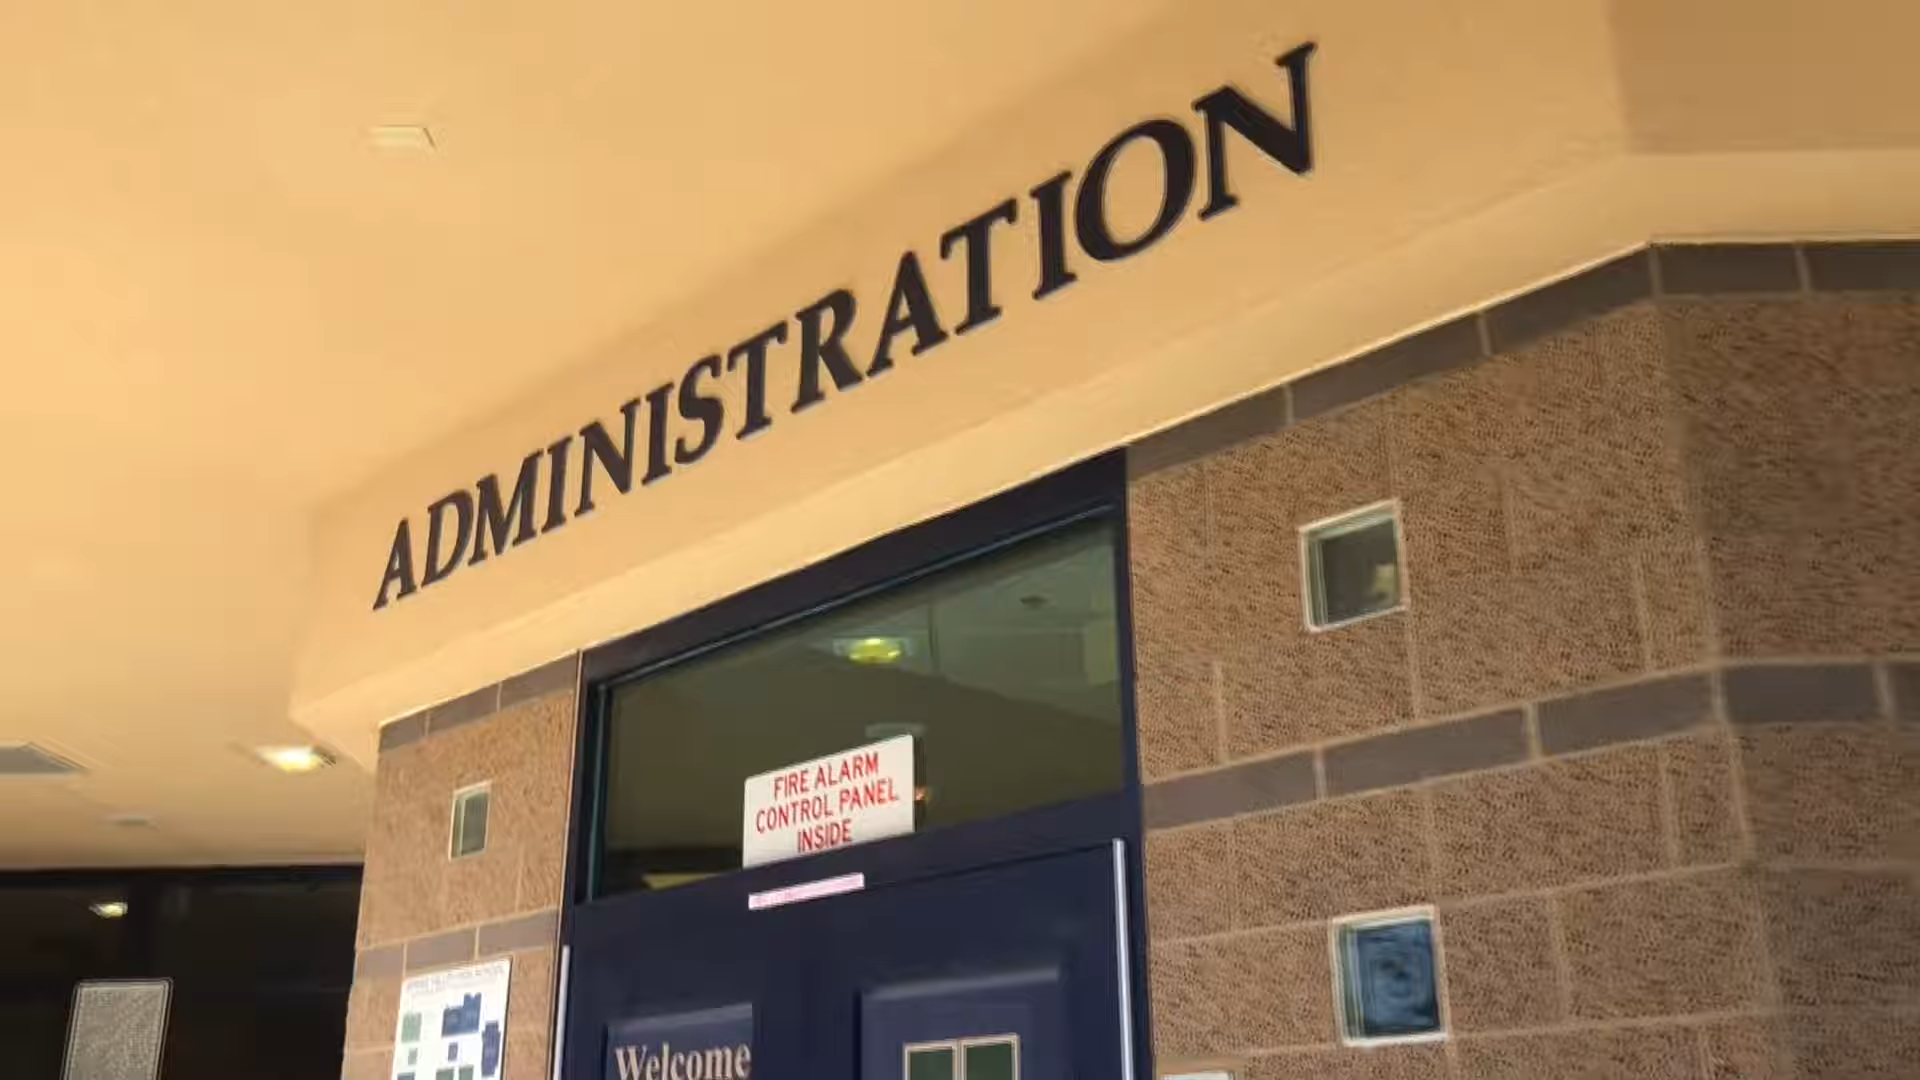 ADMINISTRATION
FIRE ALARM
CONTROL PANEL
INSIDE
Welcome